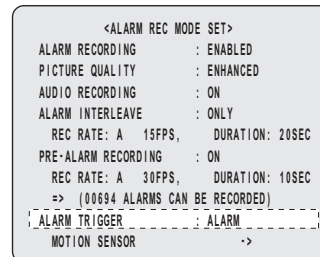 <ALARM REC MODE SET>
ALARM RECORDING : ENABLED
PICTURE QUALITY : ENHANCED
AUDIO RECORDING : ON
ALARM INTERLEAVE : ONLY
REC RATE: A 15FPS, DURATION: 20SEC
PRE-ALARM RECORDING : ON
REC RATE: A 30FPS, DURATION: 10SEC
=> (00694 ALARMS CAN BE RECORDED)
ALARM TRIGGER : ALARM
MOTION SENSOR ->